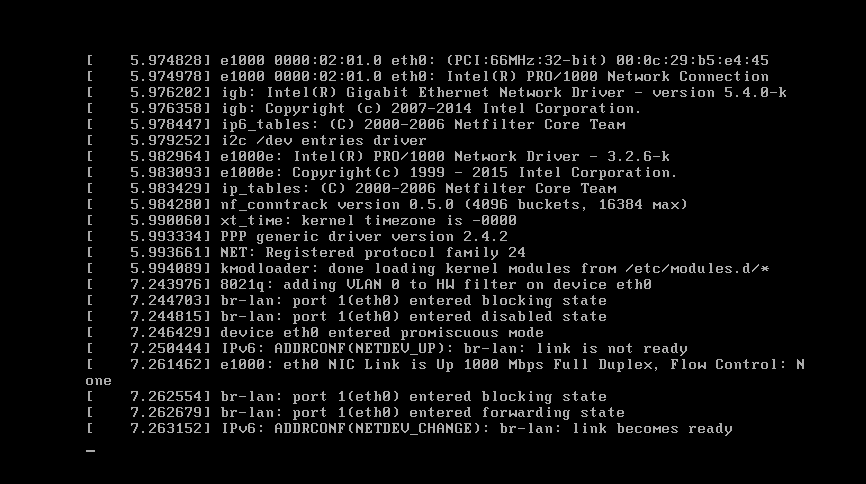 [    5.974828] e1000 0000:02:01.0 eth0: (PCI:66MHz:32-bit) 00:0c:29:b5:e4:45
[    5.974978] e1000 0000:02:01.0 eth0: Intel(R) PRO/1000 Network Connection
[    5.976202] igb: Intel(R) Gigabit Ethernet Network Driver - version 5.4.0-k
[    5.976358] igb: Copyright (c) 2007-2014 Intel Corporation.
[    5.978447] ip6_tables: (C) 2000-2006 Netfilter Core Team
[    5.979252] i2c /dev entries driver
[    5.982964] e1000e: Intel(R) PRO/1000 Network Driver - 3.2.6-k
[    5.983093] e1000e: Copyright(c) 1999 - 2015 Intel Corporation.
[    5.983429] ip_tables: (C) 2000-2006 Netfilter Core Team
[    5.984280] nf_conntrack version 0.5.0 (4096 buckets, 16384 max)
[    5.990060] xt_time: kernel timezone is -0000
[    5.993334] PPP generic driver version 2.4.2
[    5.993661] NET: Registered protocol family 24
[    5.994089] kmodloader: done loading kernel modules from /etc/modules.d/*
[    7.243976] 8021q: adding VLAN 0 to HW filter on device eth0
[    7.244703] br-lan: port 1(eth0) entered blocking state
[    7.244815] br-lan: port 1(eth0) entered disabled state
[    7.246429] device eth0 entered promiscuous mode
[    7.250444] IPv6: ADDRCONF(NETDEV_UP): br-lan: link is not ready
[    7.261462] e1000: eth0 NIC Link is Up 1000 Mbps Full Duplex, Flow Control: N
one
[    7.262554] br-lan: port 1(eth0) entered blocking state
[    7.262679] br-lan: port 1(eth0) entered forwarding state
[    7.263152] IPv6: ADDRCONF(NETDEV_CHANGE): br-lan: link becomes ready
_